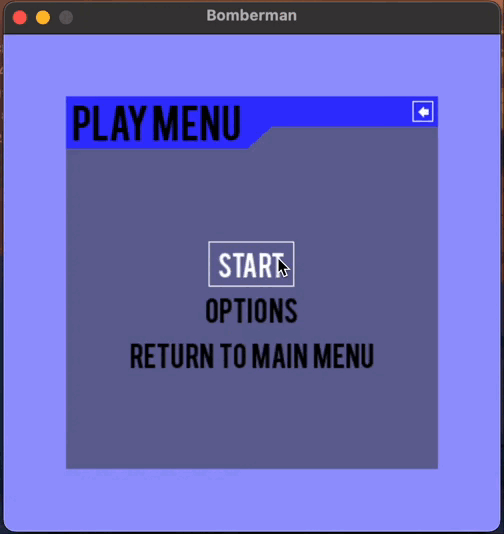 Bomberman
PLAY MENU
START
OPTIONS
RETURN TO MAIN MENU